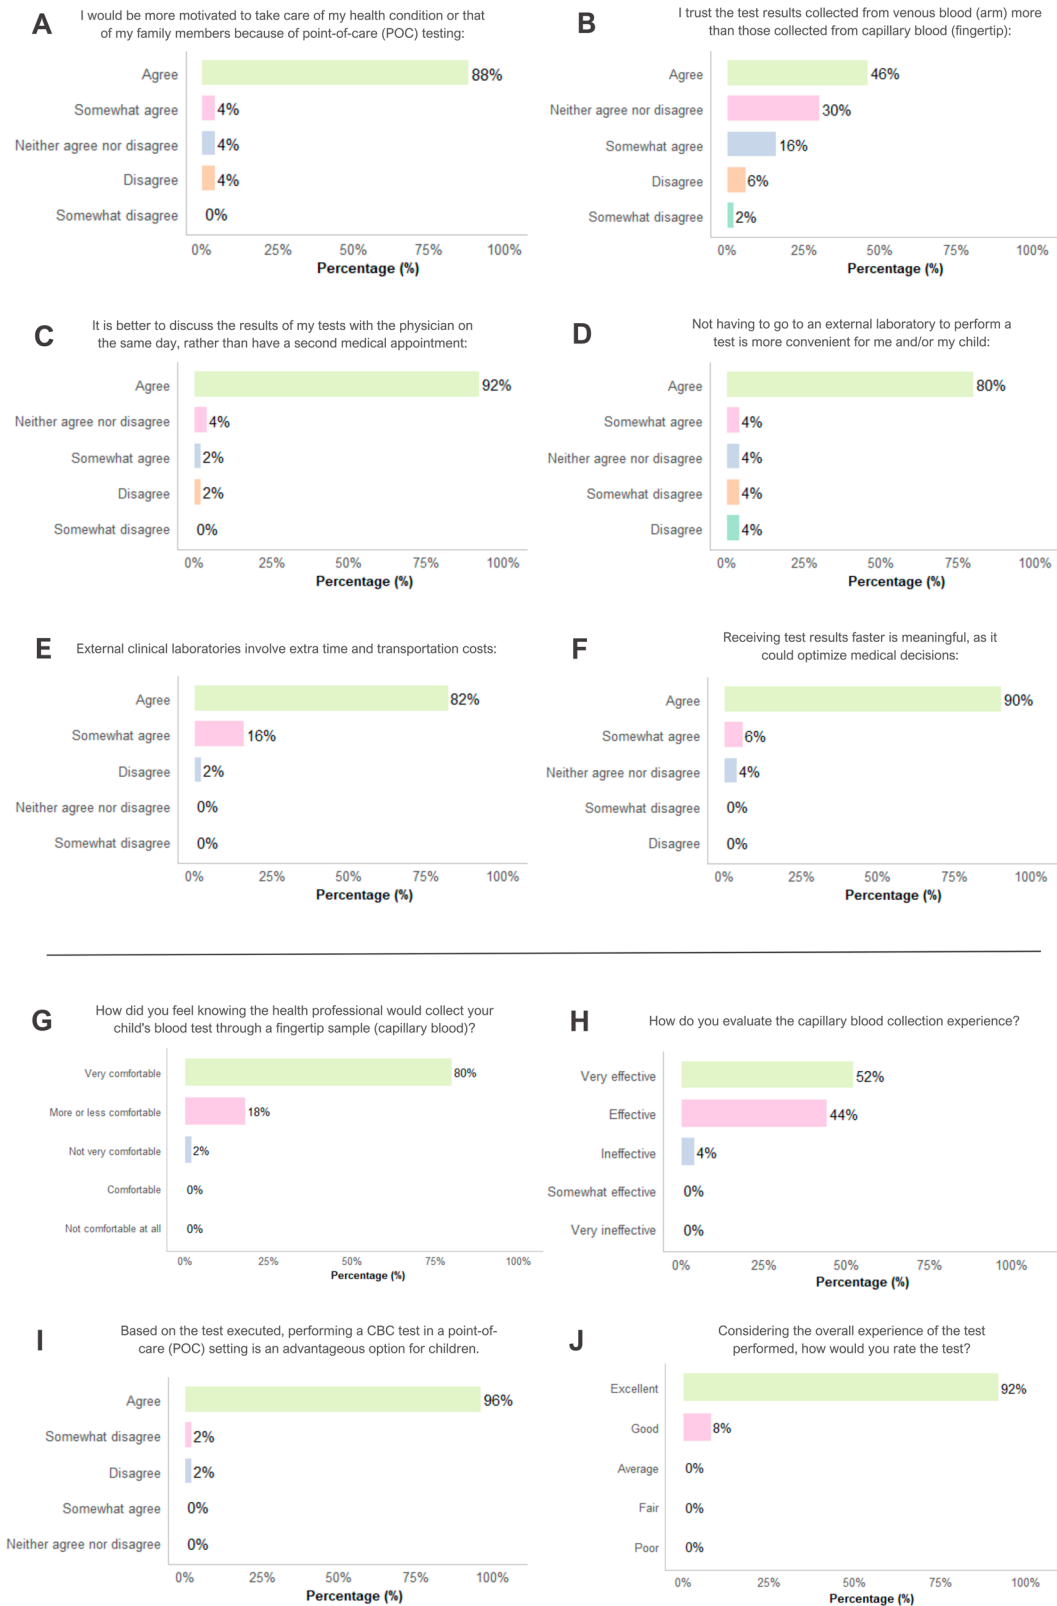 A
I would be more motivated to take care of my health condition or that
of my family members because of point-of-care (POC) testing:
Agree 88%
Somewhat agree 4%
Neither agree nor disagree 4%
Disagree 4%
Somewhat disagree 0%
0% 25% 50% 75% 100%
Percentage (%)
B
I trust the test results collected from venous blood (arm) more
than those collected from capillary blood (fingertip):
Agree 46%
Neither agree nor disagree 30%
Somewhat agree 16%
Disagree 6%
Somewhat disagree 2%
0% 25% 50% 75% 100%
Percentage (%)
C
It is better to discuss the results of my tests with the physician on
the same day, rather than have a second medical appointment:
Agree 92%
Neither agree nor disagree 4%
Somewhat agree 2%
Disagree 2%
Somewhat disagree 0%
0% 25% 50% 75% 100%
Percentage (%)
D
Not having to go to an external laboratory to perform a
test is more convenient for me and/or my child:
Agree 80%
Somewhat agree 4%
Neither agree nor disagree 4%
Somewhat disagree 4%
Disagree 4%
0% 25% 50% 75% 100%
Percentage (%)
E
External clinical laboratories involve extra time and transportation costs:
Agree 82%
Somewhat agree 16%
Disagree 2%
Neither agree nor disagree 0%
Somewhat disagree 0%
0% 25% 50% 75% 100%
Percentage (%)
F
Receiving test results faster is meaningful, as it
could optimize medical decisions:
Agree 90%
Somewhat agree 6%
Neither agree nor disagree 4%
Somewhat disagree 0%
Disagree 0%
0% 25% 50% 75% 100%
Percentage (%)
G
How did you feel knowing the health professional would collect your
child's blood test through a fingertip sample (capillary blood)?
Very comfortable 80%
More or less comfortable 18%
Not very comfortable 2%
Comfortable 0%
Not comfortable at all 0%
0% 25% 50% 75% 100%
Percentage (%)
H
How do you evaluate the capillary blood collection experience?
Very effective 52%
Effective 44%
Ineffective 4%
Somewhat effective 0%
Very ineffective 0%
0% 25% 50% 75% 100%
Percentage (%)
I
Based on the test executed, performing a CBC test in a point-of-
care (POC) setting is an advantageous option for children.
Agree 96%
Somewhat disagree 2%
Disagree 2%
Somewhat agree 0%
Neither agree nor disagree 0%
0% 25% 50% 75% 100%
Percentage (%)
J
Considering the overall experience of the test
performed, how would you rate the test?
Excellent 92%
Good 8%
Average 0%
Fair 0%
Poor 0%
0% 25% 50% 75% 100%
Percentage (%)